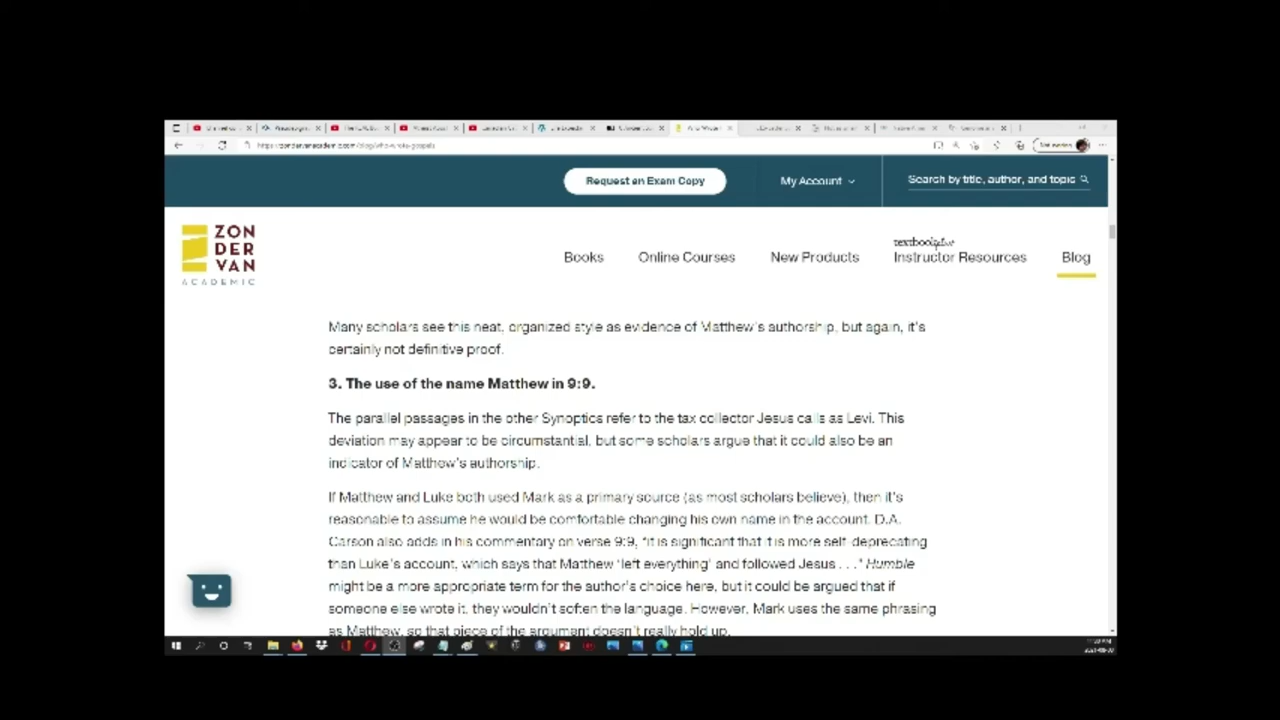 https://zondervanacademic.com/blog/who-wrote-gospels
Request an Exam Copy
My Account
Search by title, author, and topic
ZON
DER
VAN
ACADEMIC
Books
Online Courses
New Products
textbookplus
Instructor Resources
Blog
Many scholars see this neat, organized style as evidence of Matthew's authorship, but again, it's
certainly not definitive proof.
3. The use of the name Matthew in 9:9.
The parallel passages in the other Synoptics refer to the tax collector Jesus calls as Levi. This
deviation may appear to be circumstantial, but some scholars argue that it could also be an
indicator of Matthew's authorship.
If Matthew and Luke both used Mark as a primary source (as most scholars believe), then it's
reasonable to assume he would be comfortable changing his own name in the account. D.A.
Carson also adds in his commentary on verse 9:9, "it is significant that it is more self-deprecating
than Luke's account, which says that Matthew 'left everything' and followed Jesus . . ." Humble
might be a more appropriate term for the author's choice here, but it could be argued that if
someone else wrote it, they wouldn't soften the language. However, Mark uses the same phrasing
as Matthew, so that piece of the argument doesn't really hold up.